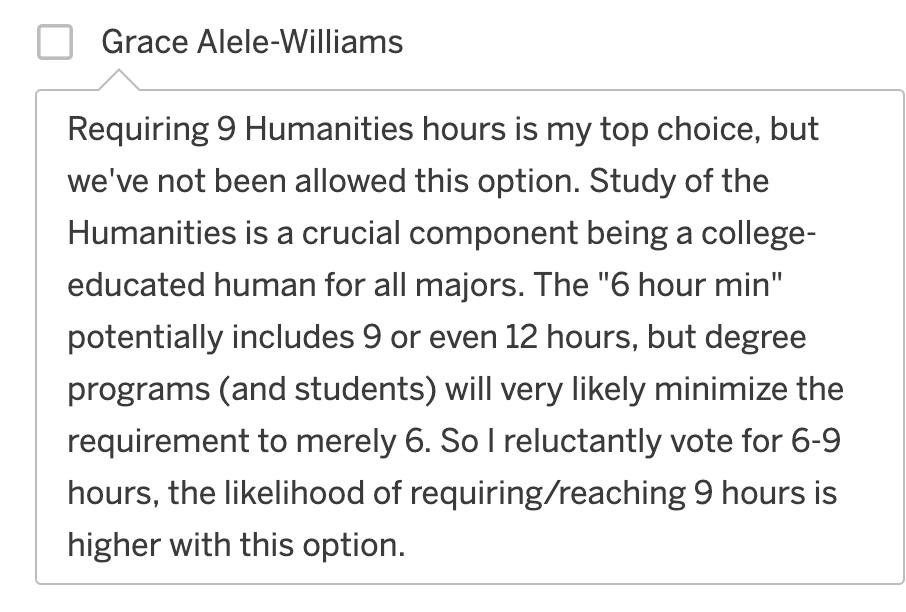 Grace Alele-Williams
Requiring 9 Humanities hours is my top choice, but
we've not been allowed this option. Study of the
Humanities is a crucial component being a college-
educated human for all majors. The "6 hour min"
potentially includes 9 or even 12 hours, but degree
programs (and students) will very likely minimize the
requirement to merely 6. So I reluctantly vote for 6-9
hours, the likelihood of requiring/reaching 9 hours is
higher with this option.